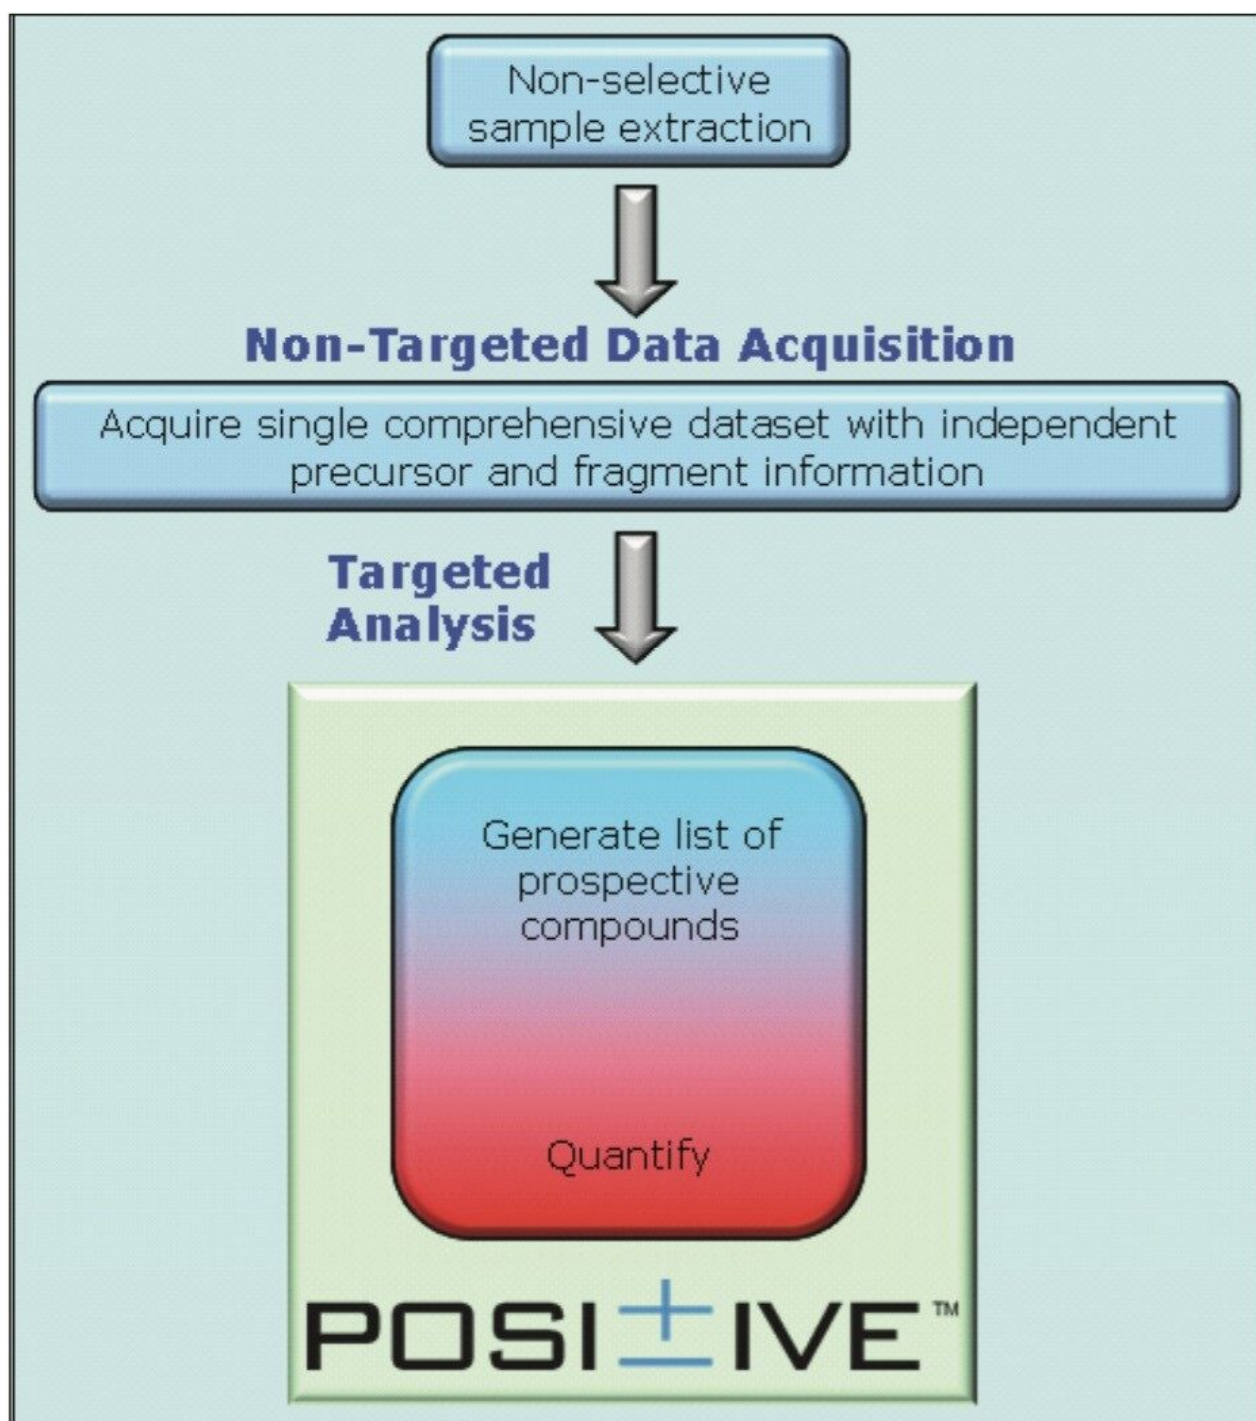 Non-selective
sample extraction
Non-Targeted Data Acquisition
Acquire single comprehensive dataset with independent
precursor and fragment information
Targeted
Analysis
Generate list of
prospective
compounds
Quantify
POSI±IVE™